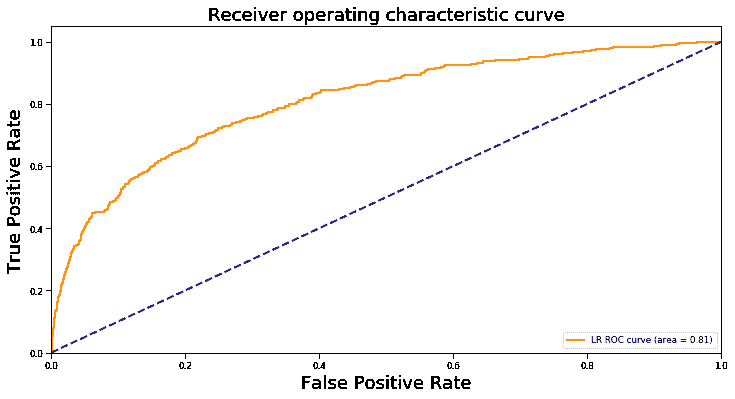 Receiver operating characteristic curve
True Positive Rate
1.0
0.8
0.6
0.4
0.2
0.0
LR ROC curve (area = 0.81)
0.0 0.2 0.4 0.6 0.8 1.0
False Positive Rate